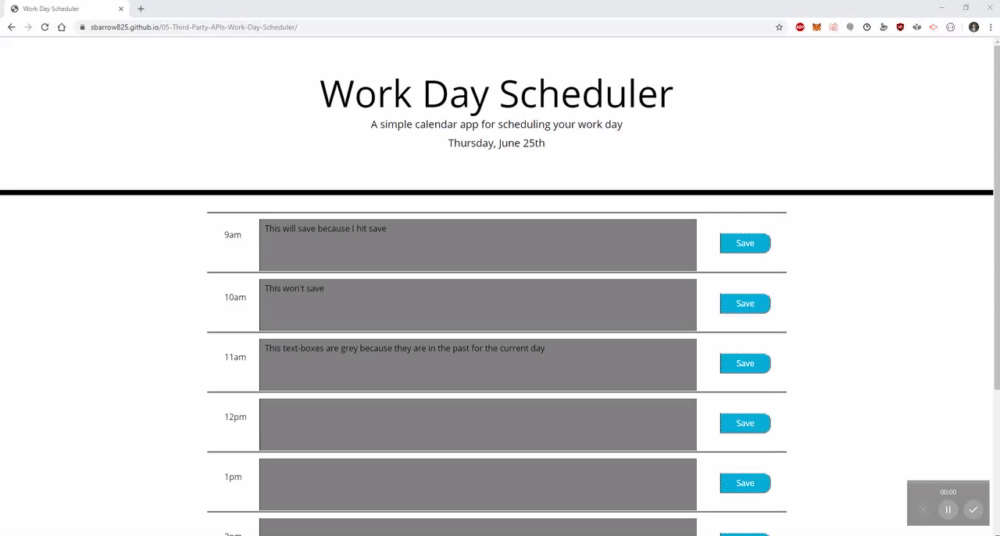 Work Day Scheduler
sbarrow825.github.io/05-Third-Party-APIs-Work-Day-Scheduler/
Work Day Scheduler
A simple calendar app for scheduling your work day
Thursday, June 25th
9am
This will save because I hit save
Save
10am
This won't save
Save
11am
This text-boxes are grey because they are in the past for the current day
Save
12pm
Save
1pm
Save
00:00